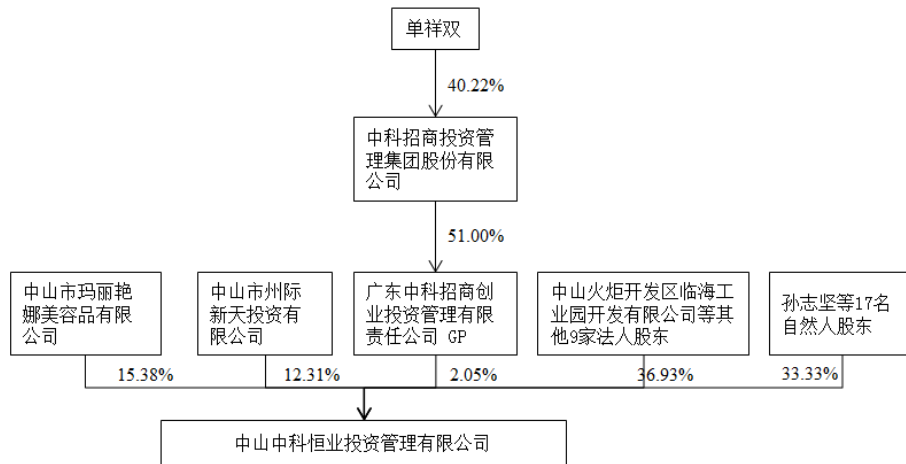 单祥双
40.22%
中科招商投资管
理集团股份有限
公司
51.00%
中山市玛丽艳
娜美容品有限
公司
中山市州际
新天投资有
限公司
广东中科招商创
业投资管理有限
责任公司 GP
中山火炬开发区临海工
业园开发有限公司等其
他9家法人股东
孙志坚等17名
自然人股东
15.38%
12.31%
2.05%
36.93%
33.33%
中山中科恒业投资管理有限公司